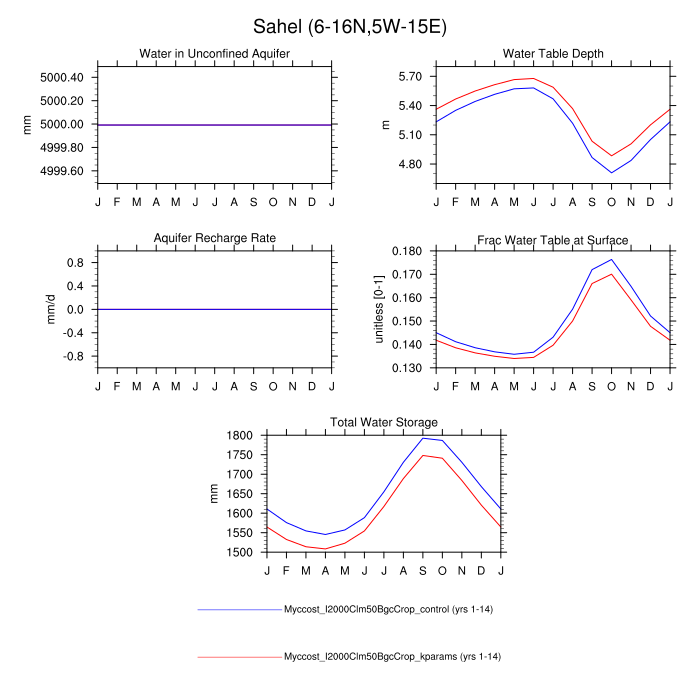 Sahel (6-16N,5W-15E)
Water in Unconfined Aquifer
mm
5000.40
5000.20
5000.00
4999.80
4999.60
J F M A M J J A S O N D J
Water Table Depth
m
5.70
5.40
5.10
4.80
J F M A M J J A S O N D J
Aquifer Recharge Rate
mm/d
0.8
0.4
0.0
-0.4
-0.8
J F M A M J J A S O N D J
Frac Water Table at Surface
unitless [0-1]
0.180
0.170
0.160
0.150
0.140
0.130
J F M A M J J A S O N D J
Total Water Storage
mm
1800
1750
1700
1650
1600
1550
1500
J F M A M J J A S O N D J
Myccost_I2000Clm50BgcCrop_control (yrs 1-14)
Myccost_I2000Clm50BgcCrop_kparams (yrs 1-14)